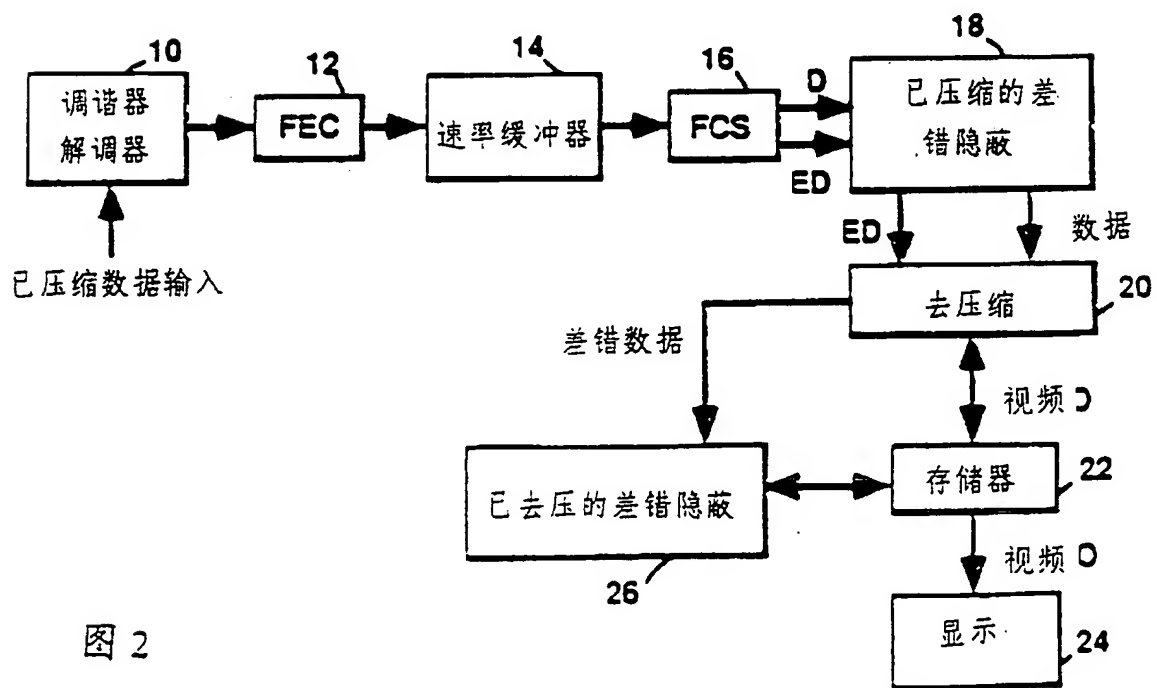 10
调谐器
解调器
12
FEC
14
速率缓冲器
16
FCS
D
ED
18
已压缩的差
错隐蔽
已压缩数据输入
ED
数据
去压缩
20
差错数据
视频 D
已去压的差错隐蔽
26
存储器
22
视频 D
显示
24
图 2